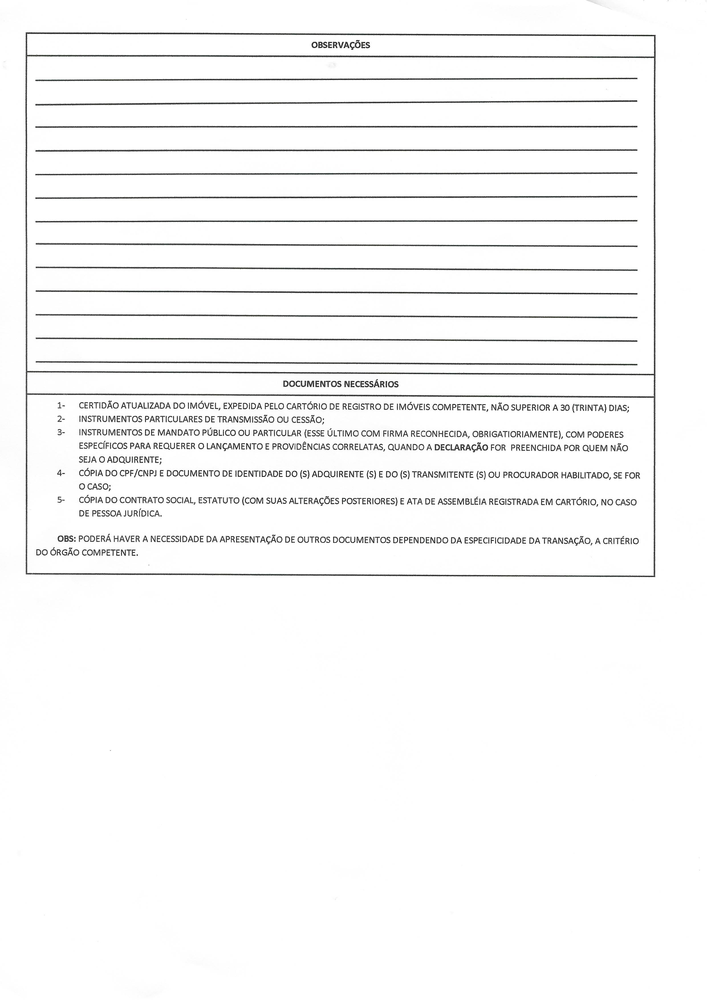 OBSERVAÇÕES
DOCUMENTOS NECESSÁRIOS
1- CERTIDÃO ATUALIZADA DO IMÓVEL, EXPEDIDA PELO CARTÓRIO DE REGISTRO DE IMÓVEIS COMPETENTE, NÃO SUPERIOR A 30 (TRINTA) DIAS;
2- INSTRUMENTOS PARTICULARES DE TRANSMISSÃO OU CESSÃO;
3- INSTRUMENTOS DE MANDATO PÚBLICO OU PARTICULAR (ESSE ÚLTIMO COM FIRMA RECONHECIDA, OBRIGATIORIAMENTE), COM PODERES
ESPECÍFICOS PARA REQUERER O LANÇAMENTO E PROVIDÊNCIAS CORRELATAS, QUANDO A DECLARAÇÃO FOR PREENCHIDA POR QUEM NÃO
SEJA O ADQUIRENTE;
4- CÓPIA DO CPF/CNPJ E DOCUMENTO DE IDENTIDADE DO (S) ADQUIRENTE (S) E DO (S) TRANSMITENTE (S) OU PROCURADOR HABILITADO, SE FOR
O CASO;
5- CÓPIA DO CONTRATO SOCIAL, ESTATUTO (COM SUAS ALTERAÇÕES POSTERIORES) E ATA DE ASSEMBLÉIA REGISTRADA EM CARTÓRIO, NO CASO
DE PESSOA JURÍDICA.
OBS: PODERÁ HAVER A NECESSIDADE DA APRESENTAÇÃO DE OUTROS DOCUMENTOS DEPENDENDO DA ESPECIFICIDADE DA TRANSAÇÃO, A CRITÉRIO
DO ÓRGÃO COMPETENTE.